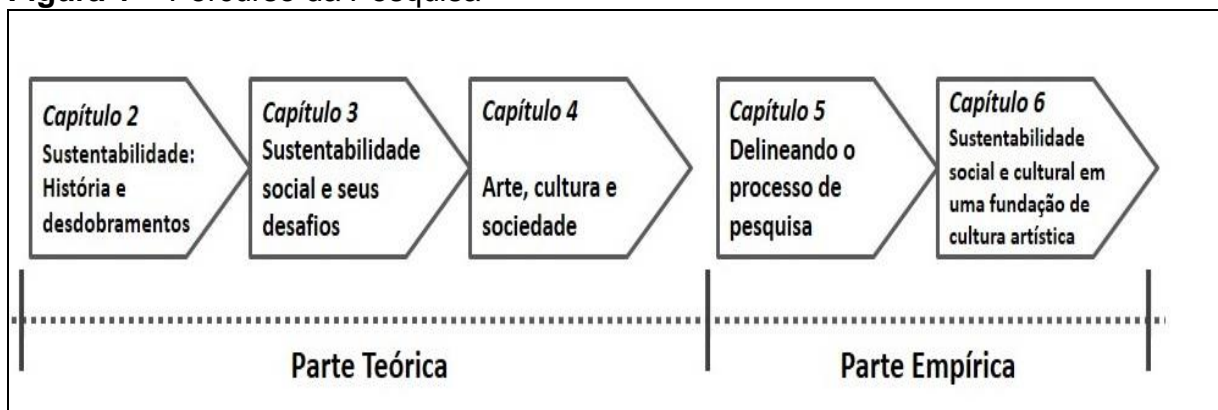 Capítulo 2
Sustentabilidade:
História e
desdobramentos
Capítulo 3
Sustentabilidade
social e seus
desafios
Capítulo 4
Arte, cultura e
sociedade
Capítulo 5
Delineando o
processo de
pesquisa
Capítulo 6
Sustentabilidade
social e cultural em
uma fundação de
cultura artística
Parte Teórica
Parte Empírica